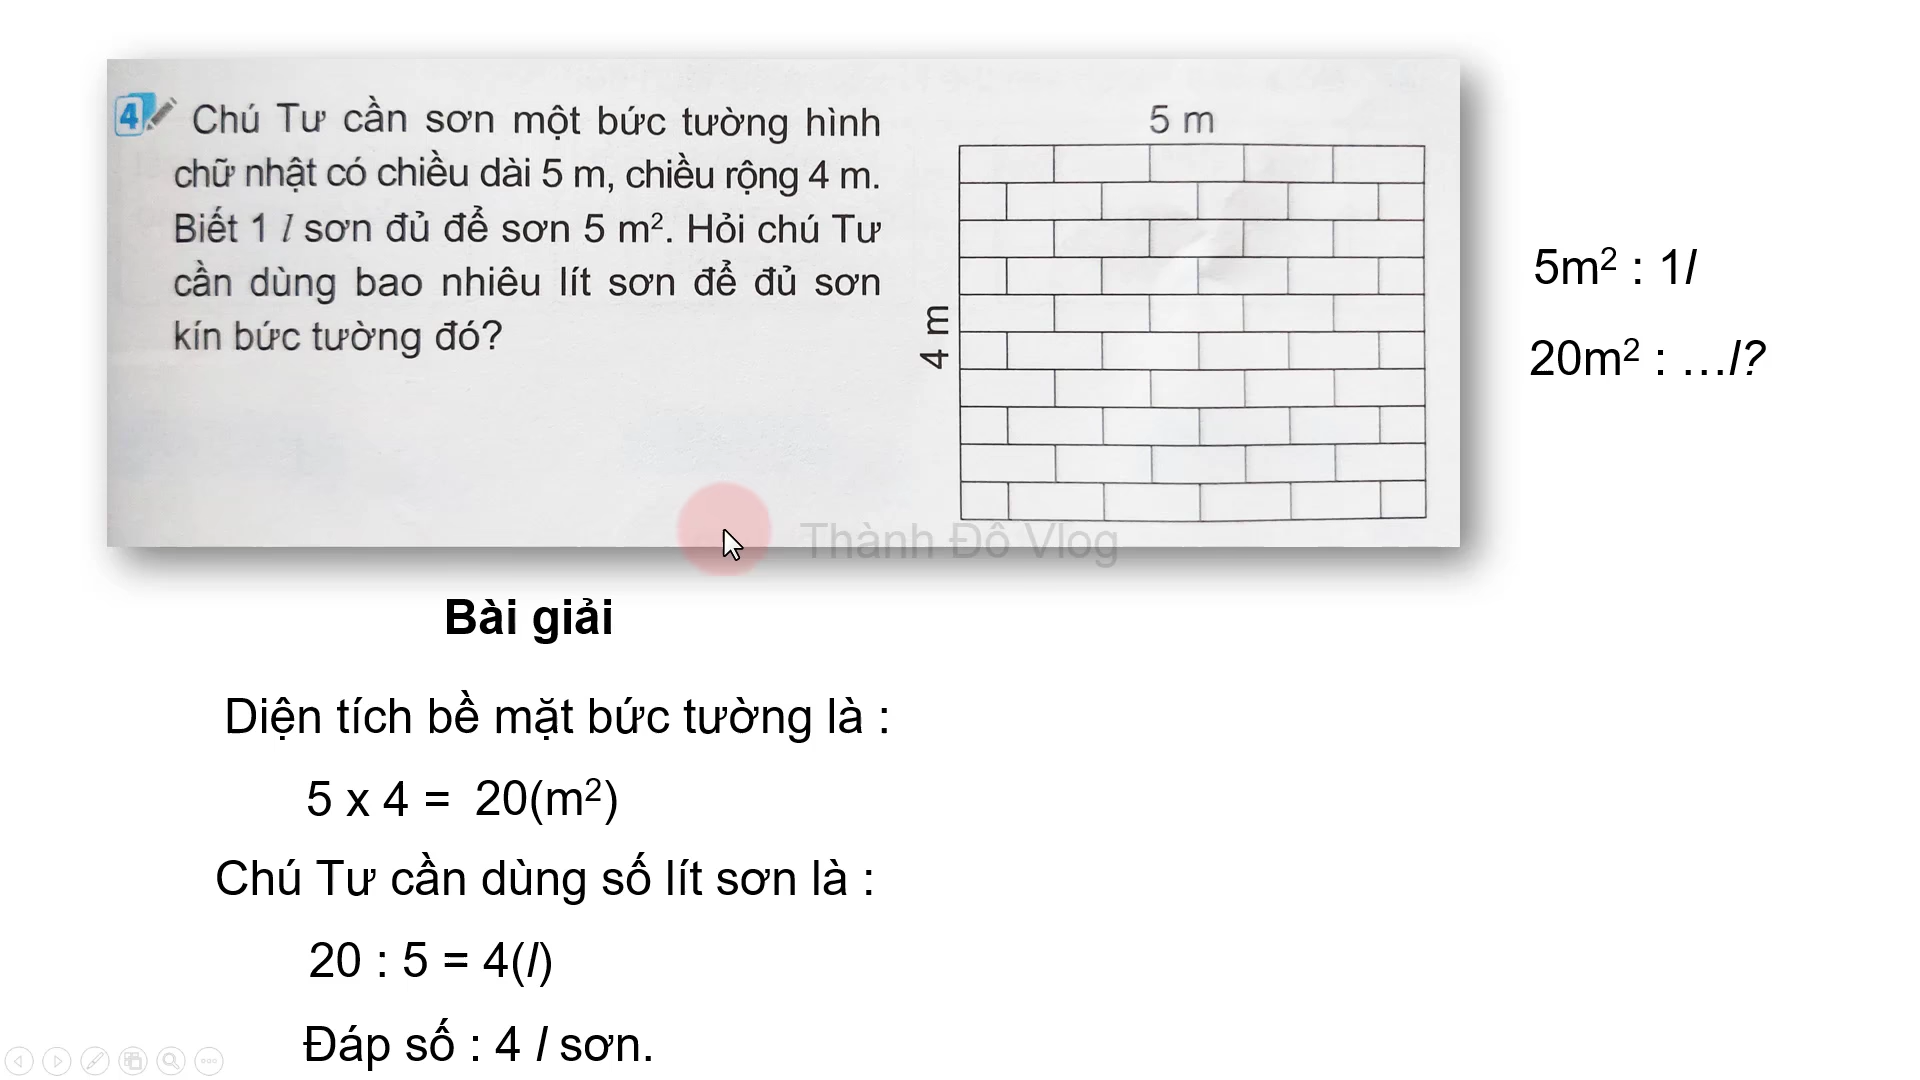 4 Chú Tư cần sơn một bức tường hình
chữ nhật có chiều dài 5 m, chiều rộng 4 m.
Biết 1 l sơn đủ để sơn 5 m². Hỏi chú Tư
cần dùng bao nhiêu lít sơn để đủ sơn
kín bức tường đó?
5 m
4 m
5m² : 1l
20m² : …l?
Thành Đô Vlog
Bài giải
Diện tích bề mặt bức tường là :
5 x 4 = 20(m²)
Chú Tư cần dùng số lít sơn là :
20 : 5 = 4(l)
Đáp số : 4 l sơn.